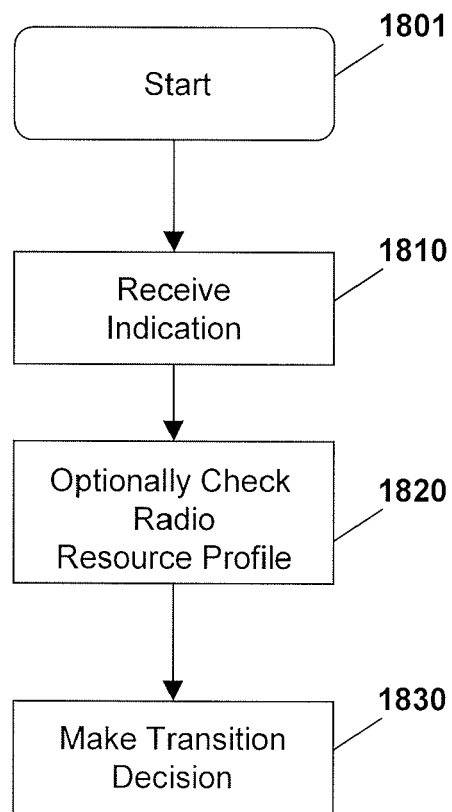 1801
Start
1810
Receive
Indication
1820
Optionally Check
Radio
Resource Profile
1830
Make Transition
Decision